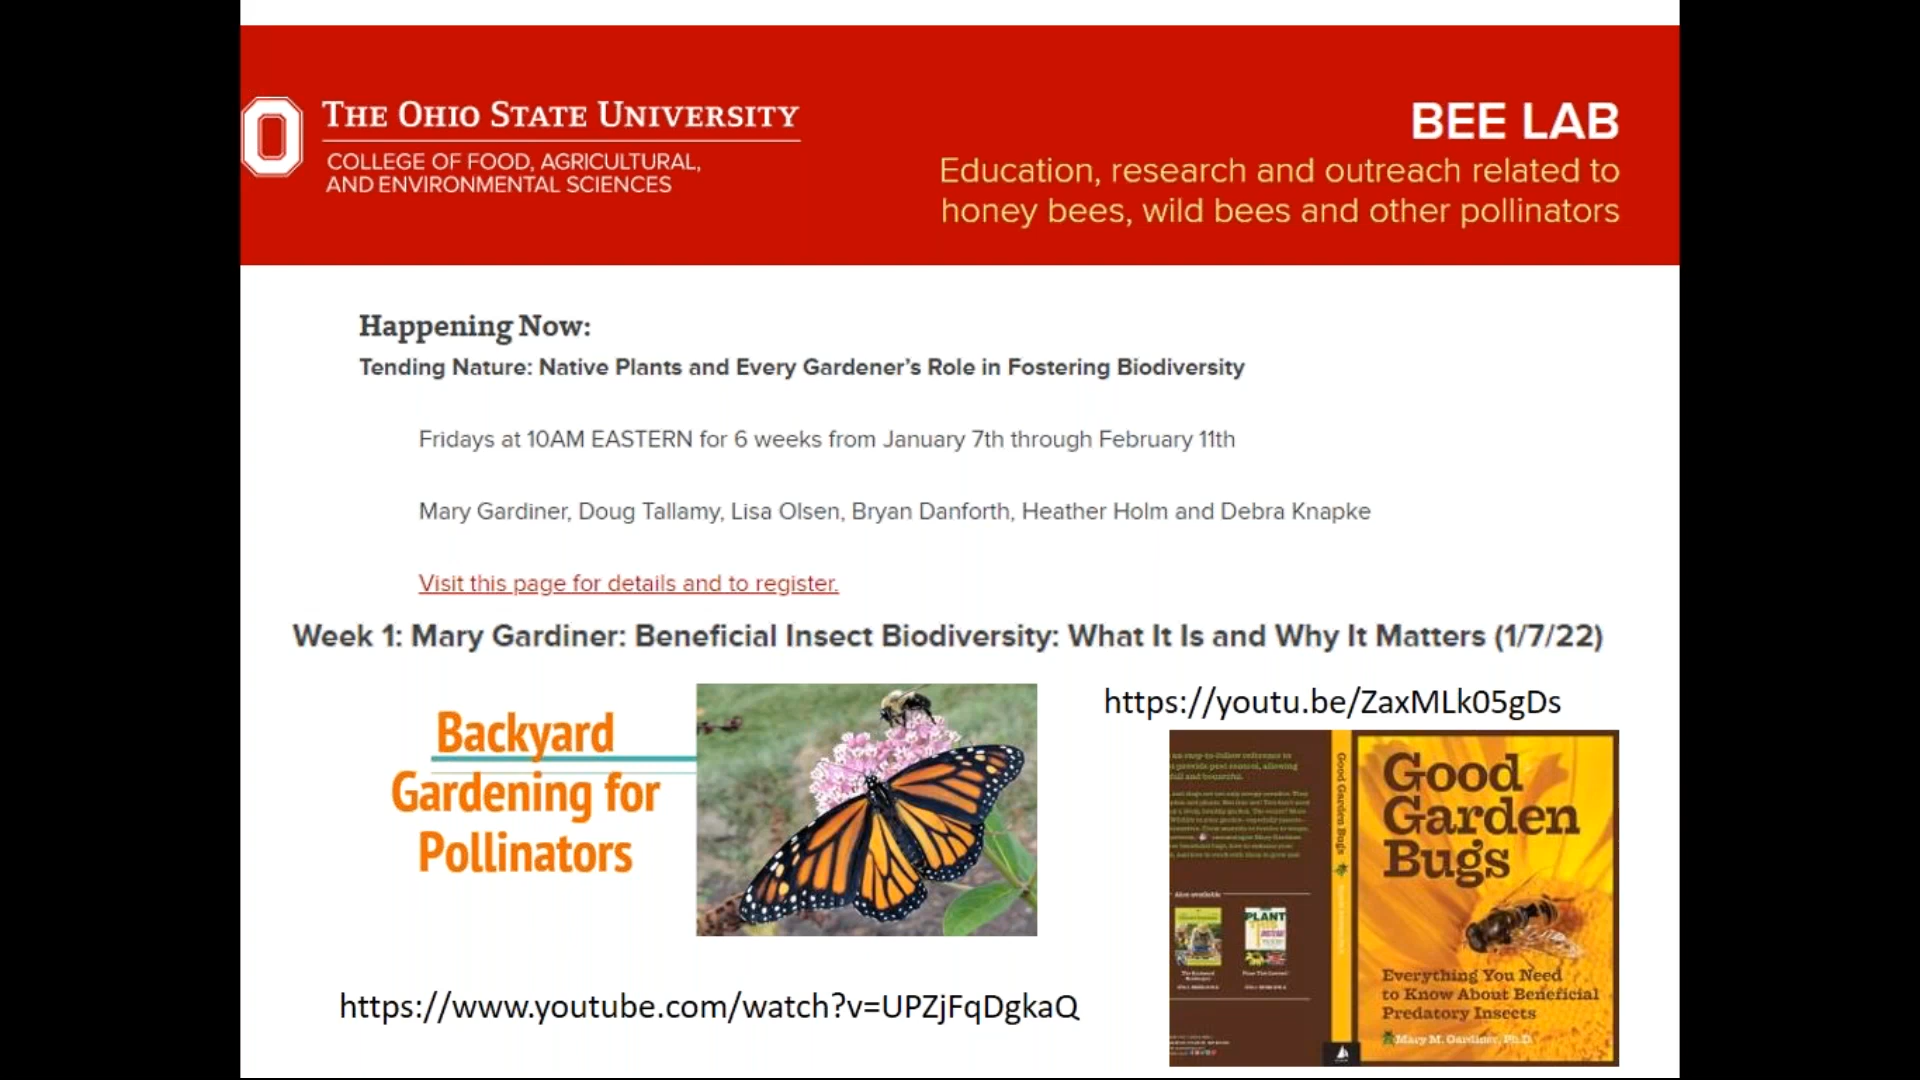 THE OHIO STATE UNIVERSITY
COLLEGE OF FOOD, AGRICULTURAL,
AND ENVIRONMENTAL SCIENCES
BEE LAB
Education, research and outreach related to
honey bees, wild bees and other pollinators
Happening Now:
Tending Nature: Native Plants and Every Gardener's Role in Fostering Biodiversity
Fridays at 10AM EASTERN for 6 weeks from January 7th through February 11th
Mary Gardiner, Doug Tallamy, Lisa Olsen, Bryan Danforth, Heather Holm and Debra Knapke
Visit this page for details and to register.
Week 1: Mary Gardiner: Beneficial Insect Biodiversity: What It Is and Why It Matters (1/7/22)
Backyard
Gardening for
Pollinators
https://www.youtube.com/watch?v=UPZjFqDgkaQ
https://youtu.be/ZaxMLk05gDs
Also available
PLANT
Good Garden Bugs
Good
Garden
Bugs
Everything You Need
to Know About Beneficial
Predatory Insects
Mary M. Gardiner, Ph.D.